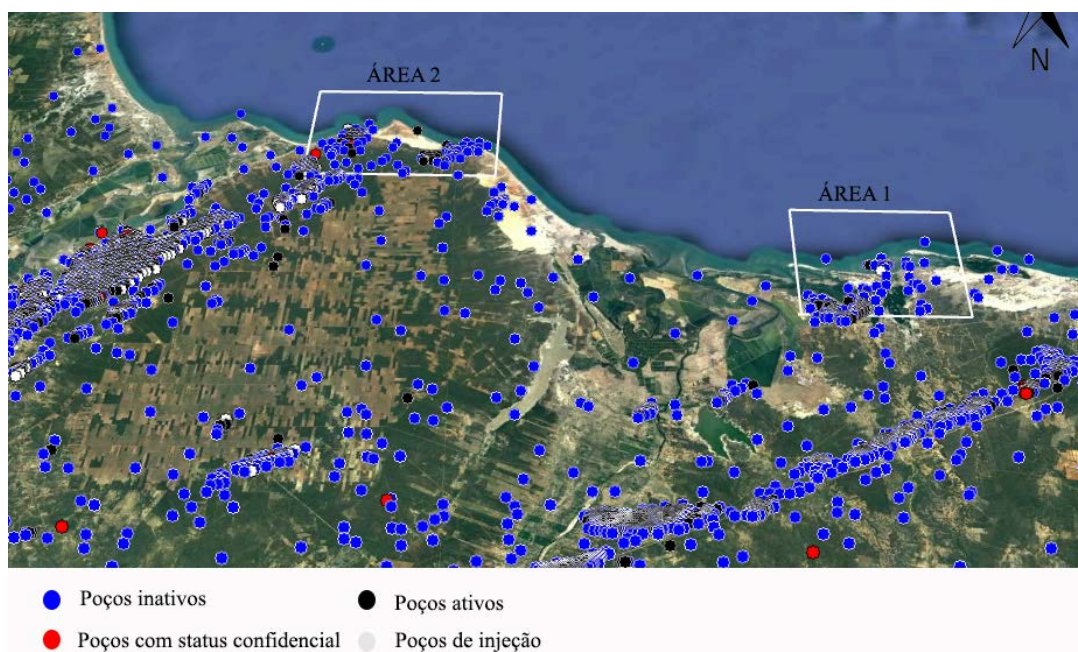 N
ÁREA 2
ÁREA 1
Poços inativos
Poços ativos
Poços com status confidencial
Poços de injeção